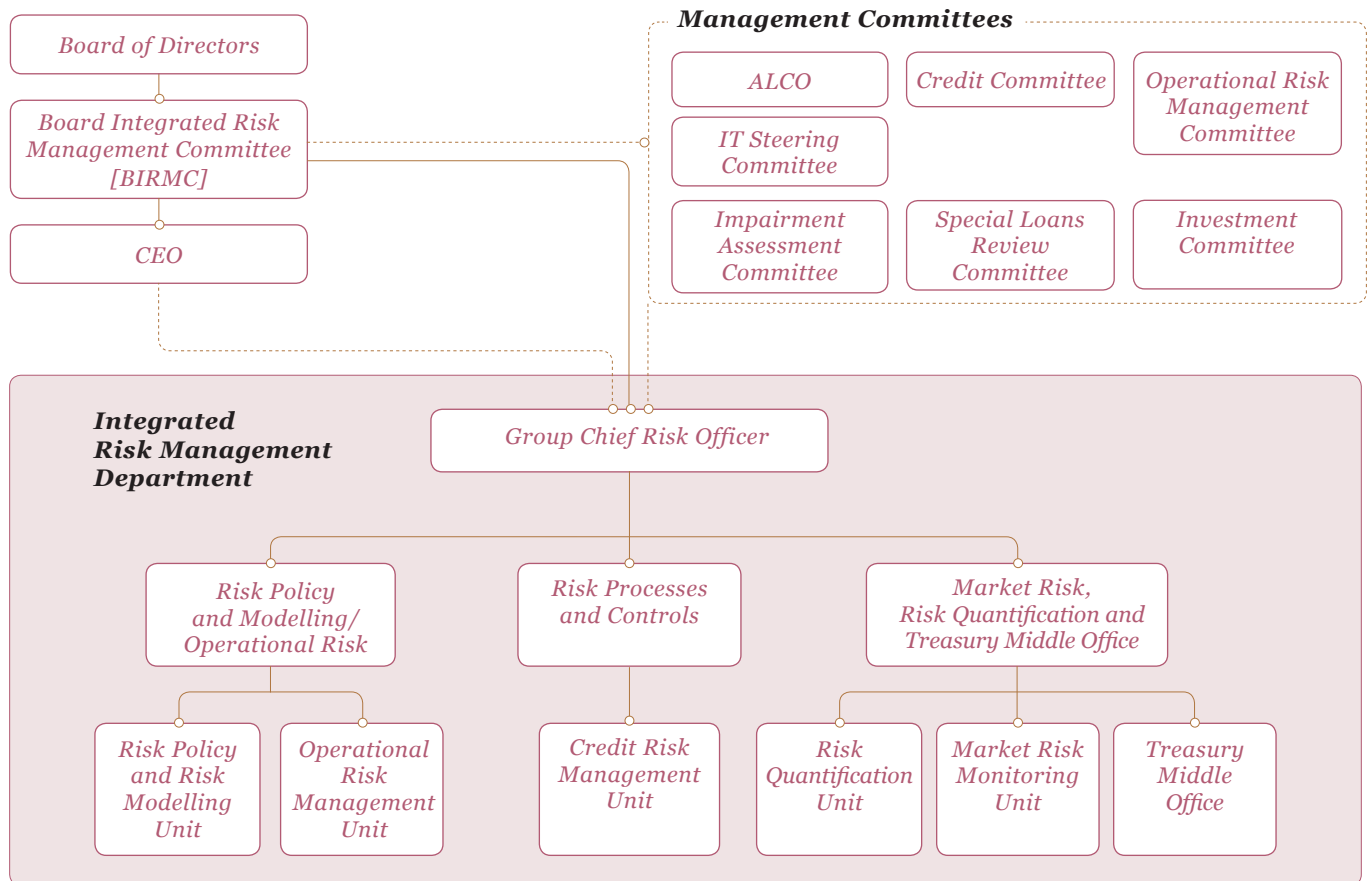 Board of Directors
Board Integrated Risk
Management Committee
[BIRMC]
CEO
Management Committees
ALCO
Credit Committee
Operational Risk
Management
Committee
IT Steering
Committee
Impairment
Assessment
Committee
Special Loans
Review
Committee
Investment
Committee
Integrated
Risk Management
Department
Group Chief Risk Officer
Risk Policy
and Modelling/
Operational Risk
Risk Processes
and Controls
Market Risk,
Risk Quantification and
Treasury Middle Office
Risk Policy
and Risk
Modelling
Unit
Operational
Risk
Management
Unit
Credit Risk
Management
Unit
Risk
Quantification
Unit
Market Risk
Monitoring
Unit
Treasury
Middle
Office